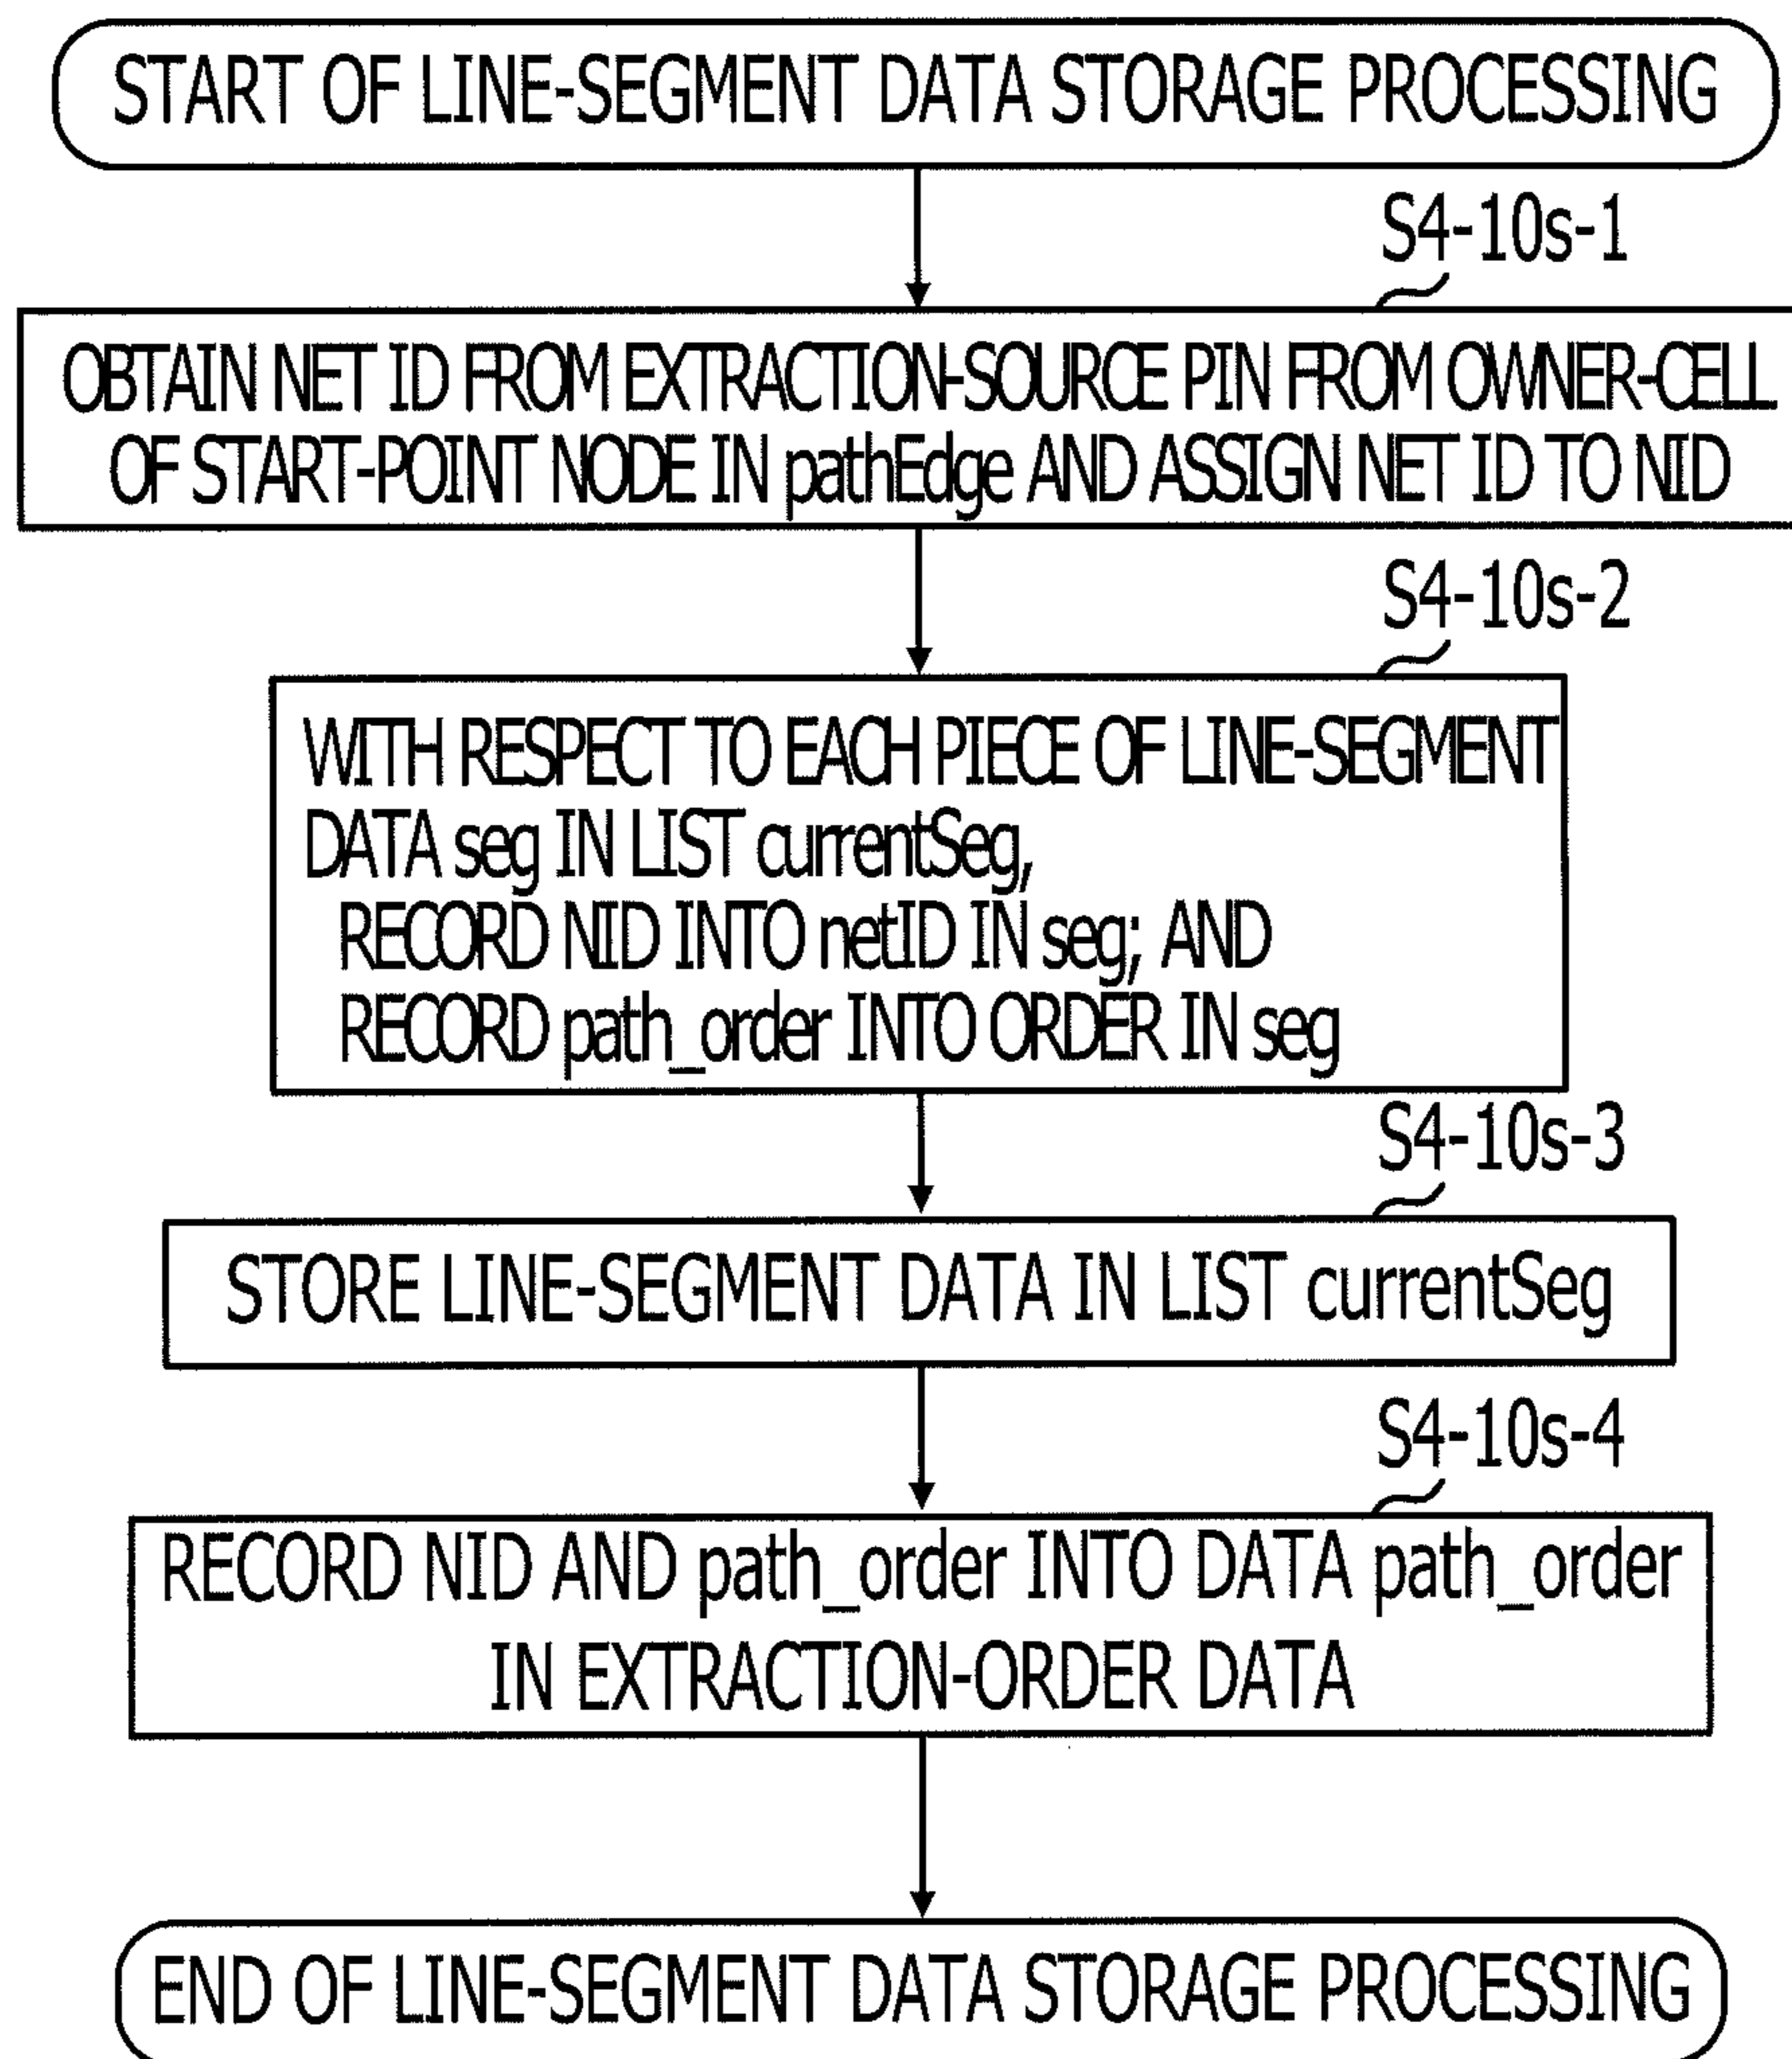 START OF LINE-SEGMENT DATA STORAGE PROCESSING
S4-10s-1
OBTAIN NET ID FROM EXTRACTION-SOURCE PIN FROM OWNER-CELL
OF START-POINT NODE IN pathEdge AND ASSIGN NET ID TO NID
S4-10s-2
WITH RESPECT TO EACH PIECE OF LINE-SEGMENT
DATA seg IN LIST currentSeg,
RECORD NID INTO netID IN seg; AND
RECORD path_order INTO ORDER IN seg
S4-10s-3
STORE LINE-SEGMENT DATA IN LIST currentSeg
S4-10s-4
RECORD NID AND path_order INTO DATA path_order
IN EXTRACTION-ORDER DATA
END OF LINE-SEGMENT DATA STORAGE PROCESSING